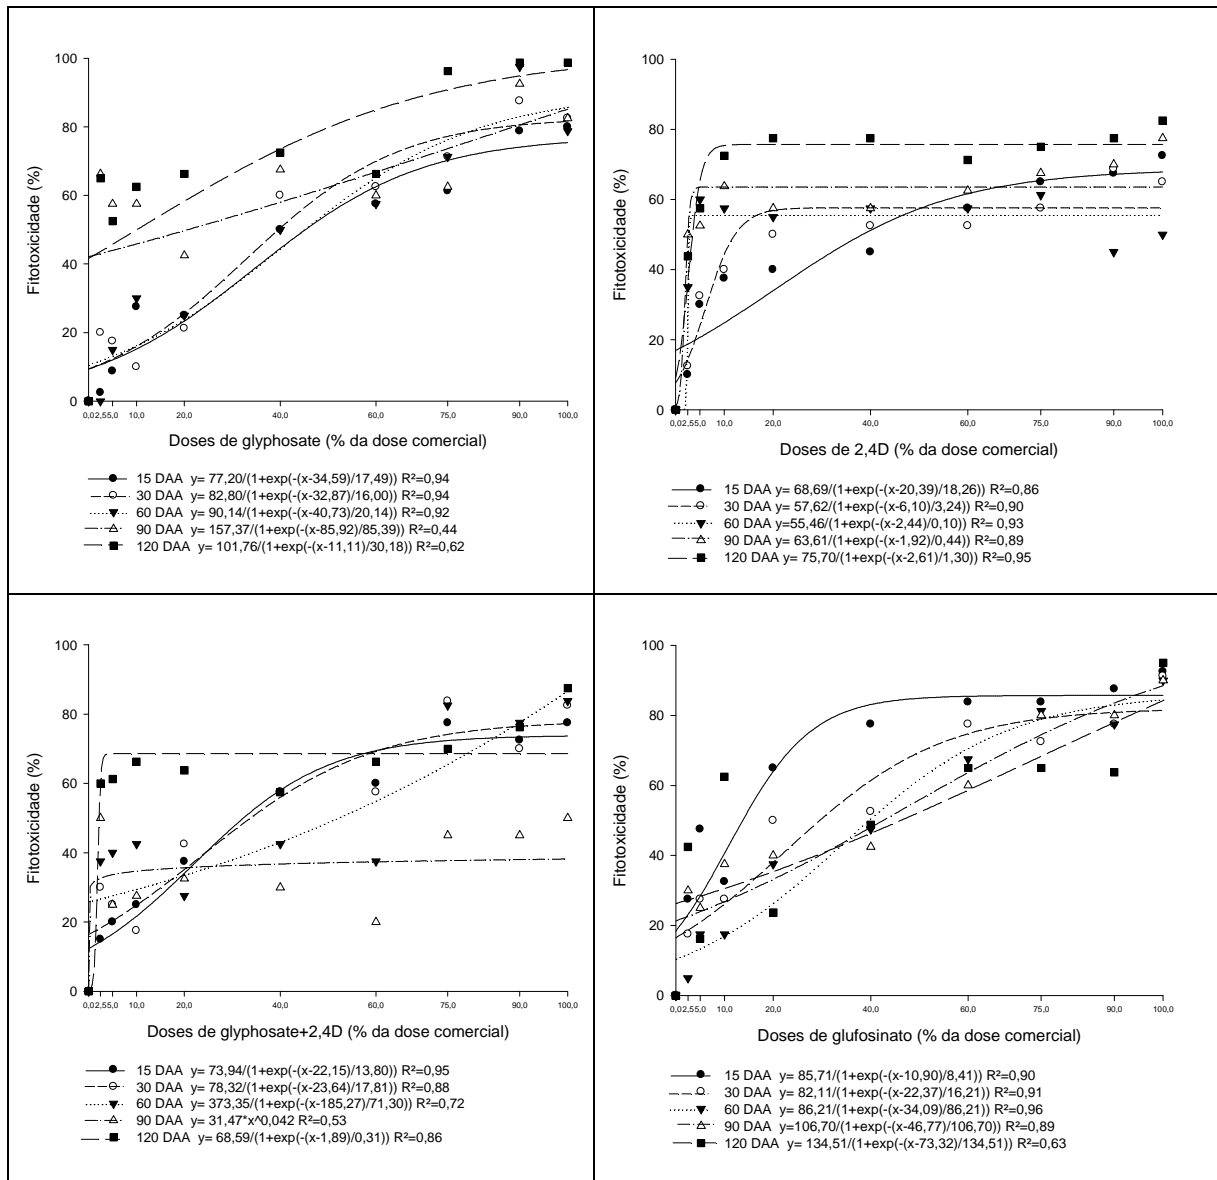 100
80
60
40
20
0
Fitotoxicidade (%)
0,02,55,0 10,0 20,0 40,0 60,0 75,0 90,0 100,0
Doses de glyphosate (% da dose comercial)
15 DAA y= 77,20/(1+exp(-(x-34,59)/17,49)) R²=0,94
30 DAA y= 82,80/(1+exp(-(x-32,87)/16,00)) R²=0,94
60 DAA y= 90,14/(1+exp(-(x-40,73)/20,14)) R²=0,92
90 DAA y= 157,37/(1+exp(-(x-85,92)/85,39)) R²=0,44
120 DAA y= 101,76/(1+exp(-(x-11,11)/30,18)) R²=0,62
100
80
60
40
20
0
Fitotoxicidade (%)
0,02,55,0 10,0 20,0 40,0 60,0 75,0 90,0 100,0
Doses de 2,4D (% da dose comercial)
15 DAA y= 68,69/(1+exp(-(x-20,39)/18,26) R²=0,86
30 DAA y= 57,62/(1+exp(-(x-6,10)/3,24) R²=0,90
60 DAA y=55,46/(1+exp(-(x-2,44)/0,10) R²= 0,93
90 DAA y= 63,61/(1+exp(-(x-1,92)/0,44) R²=0,89
120 DAA y= 75,70/(1+exp(-(x-2,61)/1,30) R²=0,95
100
80
60
40
20
0
Fitotoxicidade (%)
0,02,55,0 10,0 20,0 40,0 60,0 75,0 90,0 100,0
Doses de glyphosate+2,4D (% da dose comercial)
15 DAA y= 73,94/(1+exp(-(x-22,15)/13,80)) R²=0,95
30 DAA y= 78,32/(1+exp(-(x-23,64)/17,81)) R²=0,88
60 DAA y= 373,35/(1+exp(-(x-185,27)/71,30)) R²=0,72
90 DAA y= 31,47*x^0,042 R²=0,53
120 DAA y= 68,59/(1+exp(-(x-1,89)/0,31)) R²=0,86
100
80
60
40
20
0
Fitotoxicidade (%)
0,02,55,0 10,0 20,0 40,0 60,0 75,0 90,0 100,0
Doses de glufosinato (% da dose comercial)
15 DAA y= 85,71/(1+exp(-(x-10,90)/8,41)) R²=0,90
30 DAA y= 82,11/(1+exp(-(x-22,37)/16,21)) R²=0,91
60 DAA y= 86,21/(1+exp(-(x-34,09)/86,21)) R²=0,96
90 DAA y=106,70/(1+exp(-(x-46,77)/106,70)) R²=0,89
120 DAA y= 134,51/(1+exp(-(x-73,32)/134,51)) R²=0,63